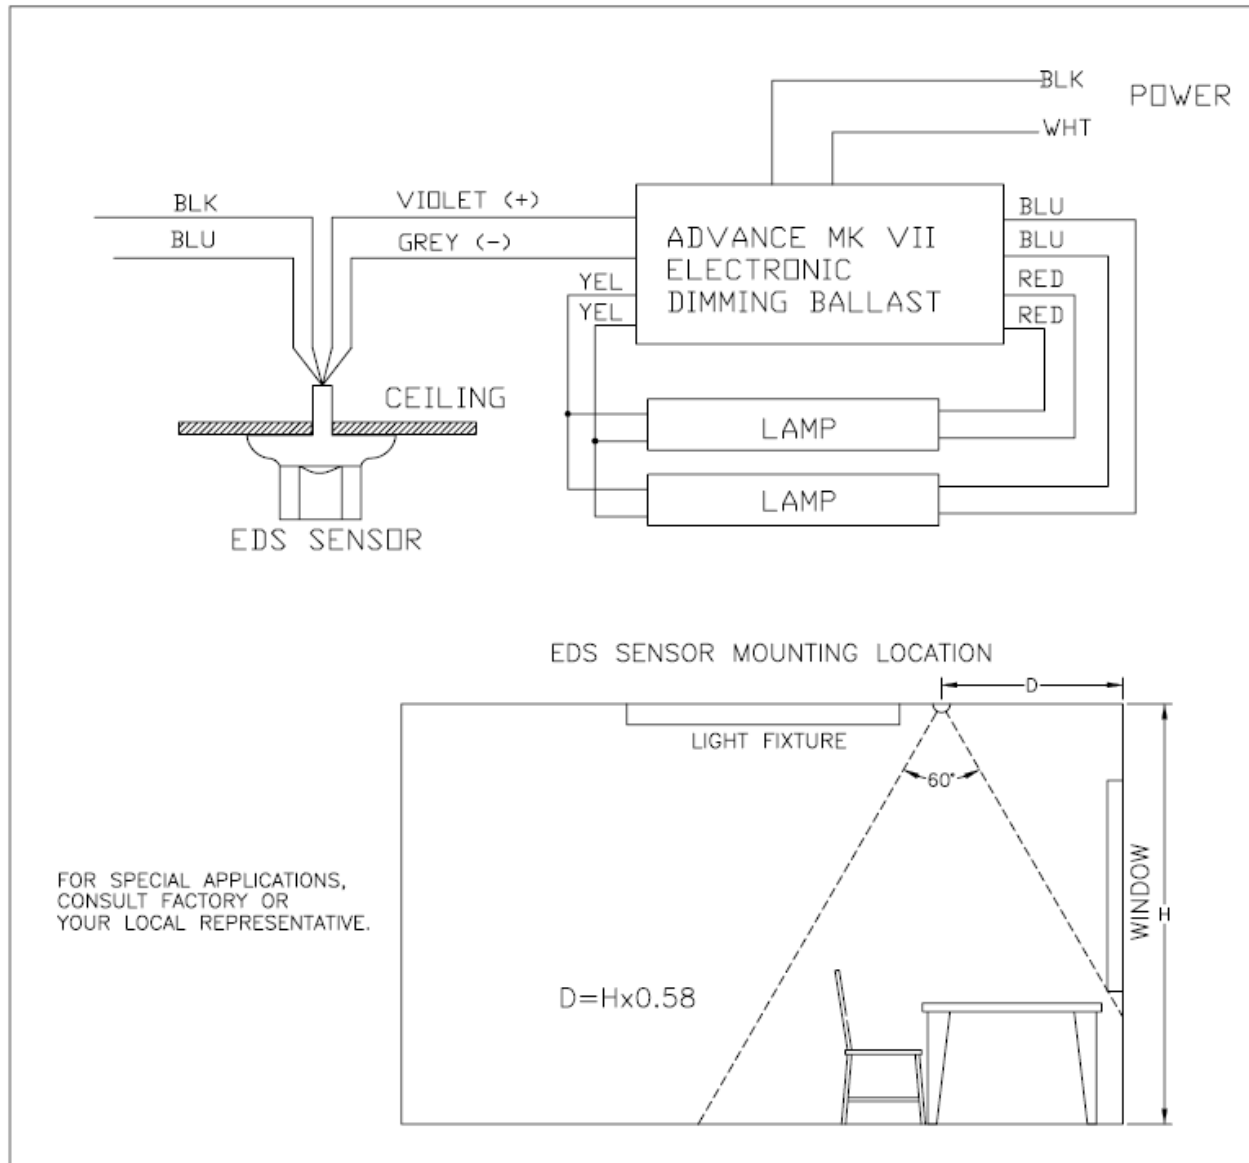 BLK
POWER
WHT
BLK
VIOLET (+)
BLU
BLU
GREY (-)
BLU
ADVANCE MK VII
ELECTRONIC
DIMMING BALLAST
YEL
RED
YEL
RED
CEILING
LAMP
LAMP
EDS SENSOR
EDS SENSOR MOUNTING LOCATION
D
LIGHT FIXTURE
60°
WINDOW
H
FOR SPECIAL APPLICATIONS,
CONSULT FACTORY OR
YOUR LOCAL REPRESENTATIVE.
D=Hx0.58